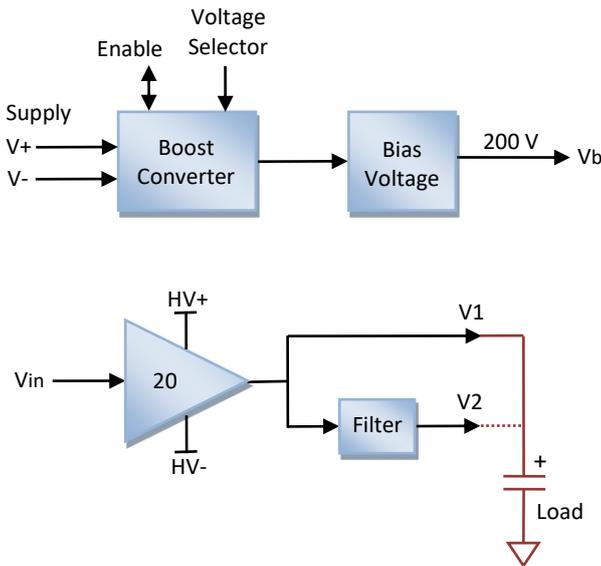 Voltage
Selector
Enable
Supply
V+
V-
Boost
Converter
Bias
Voltage
200 V
Vb
HV+
V1
Vin
20
V2
Filter
HV-
+
Load